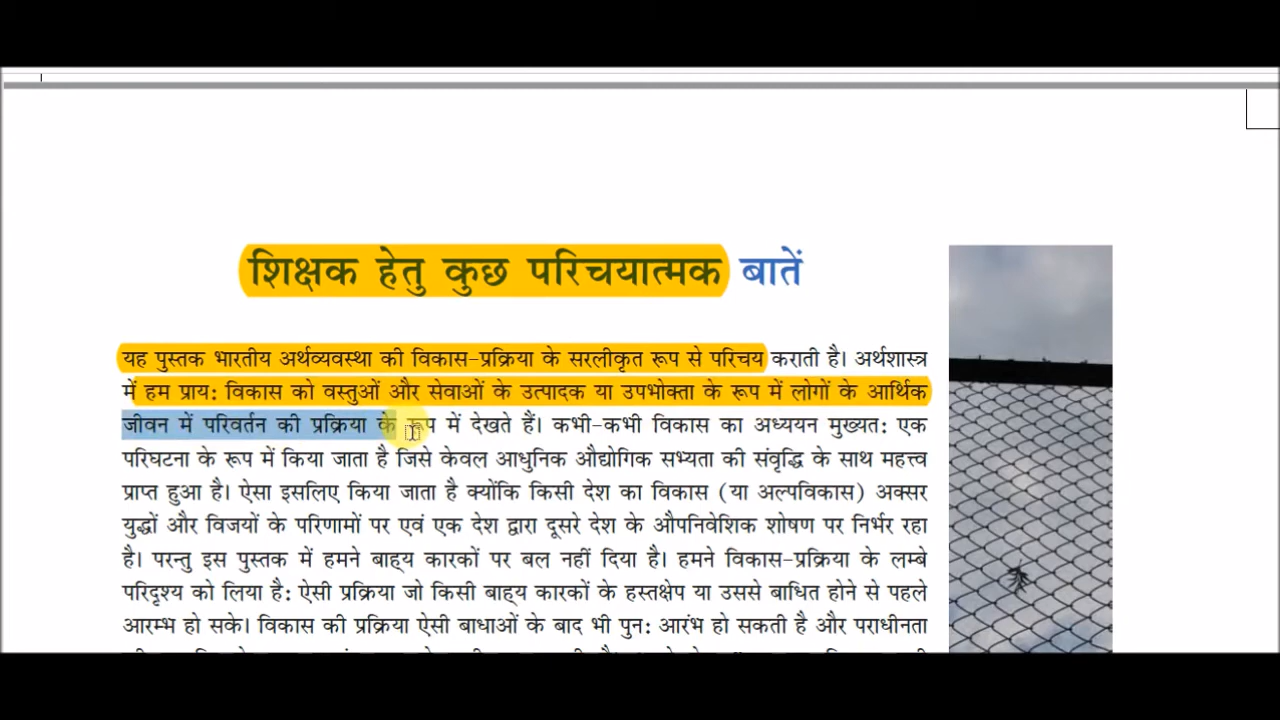 शिक्षक हेतु कुछ परिचयात्मक बातें
यह पुस्तक भारतीय अर्थव्यवस्था की विकास-प्रक्रिया के सरलीकृत रूप से परिचय कराती है। अर्थशास्त्र
में हम प्राय: विकास को वस्तुओं और सेवाओं के उत्पादक या उपभोक्ता के रूप में लोगों के आर्थिक
जीवन में परिवर्तन की प्रक्रिया के रूप में देखते हैं। कभी-कभी विकास का अध्ययन मुख्यत: एक
परिघटना के रूप में किया जाता है जिसे केवल आधुनिक औद्योगिक सभ्यता की संवृद्धि के साथ महत्त्व
प्राप्त हुआ है। ऐसा इसलिए किया जाता है क्योंकि किसी देश का विकास (या अल्पविकास) अक्सर
युद्धों और विजयों के परिणामों पर एवं एक देश द्वारा दूसरे देश के औपनिवेशिक शोषण पर निर्भर रहा
है। परन्तु इस पुस्तक में हमने बाह्य कारकों पर बल नहीं दिया है। हमने विकास-प्रक्रिया के लम्बे
परिदृश्य को लिया है: ऐसी प्रक्रिया जो किसी बाह्य कारकों के हस्तक्षेप या उससे बाधित होने से पहले
आरम्भ हो सके। विकास की प्रक्रिया ऐसी बाधाओं के बाद भी पुन: आरंभ हो सकती है और पराधीनता